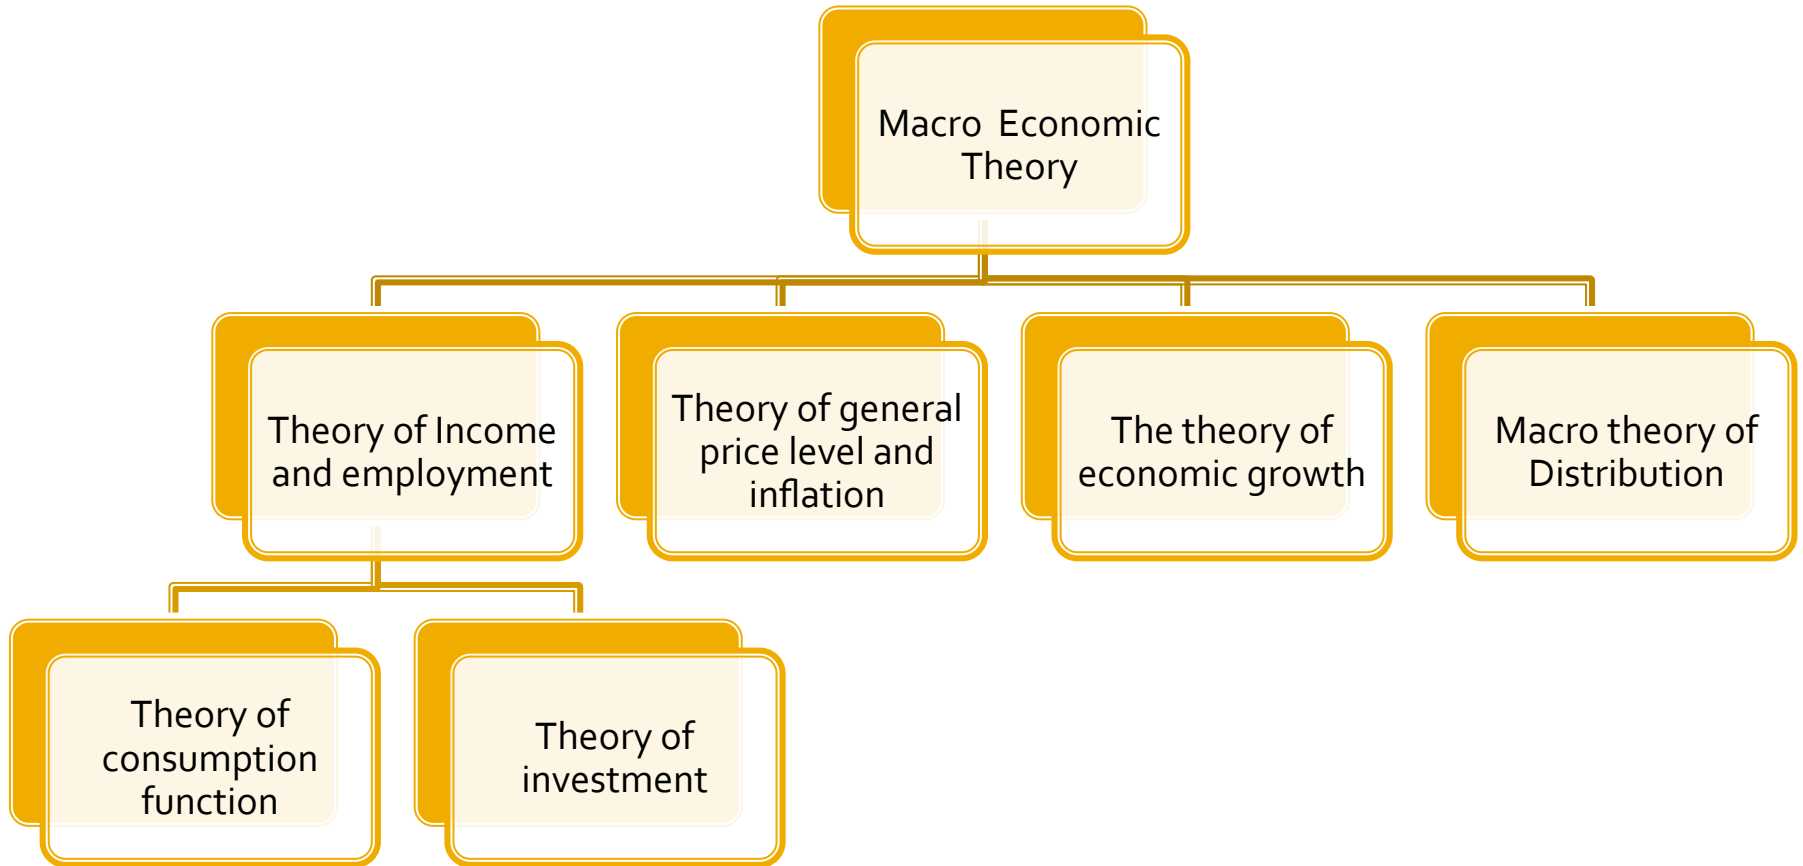 Macro  Economic
Theory
Theory of Income
and employment
Theory of general
price level and
inflation
The theory of
economic growth
Macro theory of
Distribution
Theory of
consumption
function
Theory of
investment